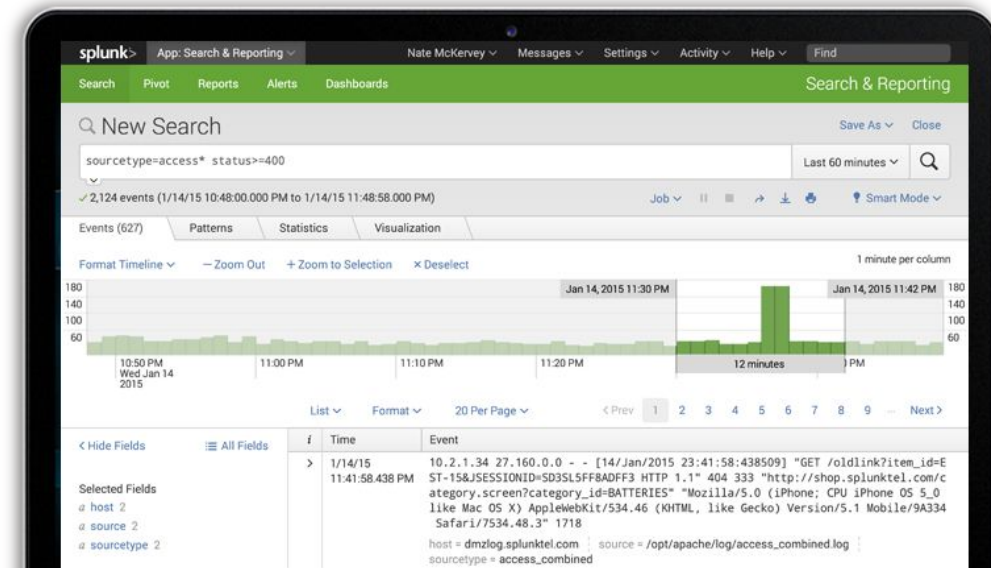 splunk> App: Search & Reporting Nate McKervey Messages Settings Activity Help Find
Search Pivot Reports Alerts Dashboards Search & Reporting
New Search Save As Close
sourcetype=access* status>=400 Last 60 minutes
2,124 events (1/14/15 10:48:00.000 PM to 1/14/15 11:48:58.000 PM) Job Smart Mode
Events (627) Patterns Statistics Visualization
Format Timeline — Zoom Out + Zoom to Selection × Deselect 1 minute per column
180 Jan 14, 2015 11:30 PM Jan 14, 2015 11:42 PM 180
140 140
100 100
60 60
10:50 PM 11:00 PM 11:10 PM 11:20 PM 12 minutes PM
Wed Jan 14
2015
List Format 20 Per Page < Prev 1 2 3 4 5 6 7 8 9 ... Next >
< Hide Fields All Fields i Time Event
> 1/14/15 10.2.1.34 27.160.0.0 - - [14/Jan/2015 23:41:58:438509] "GET /oldlink?item_id=E
11:41:58.438 PM ST-15&JSESSIONID=SD3SL5FF8ADFF3 HTTP 1.1" 404 333 "http://shop.splunktel.com/c
Selected Fields ategory.screen?category_id=BATTERIES" "Mozilla/5.0 (iPhone; CPU iPhone OS 5_0
a host 2 like Mac OS X) AppleWebKit/534.46 (KHTML, like Gecko) Version/5.1 Mobile/9A334
a source 2 Safari/7534.48.3" 1718
a sourcetype 2 host = dmzlog.splunktel.com source = /opt/apache/log/access_combined.log
sourcetype = access_combined